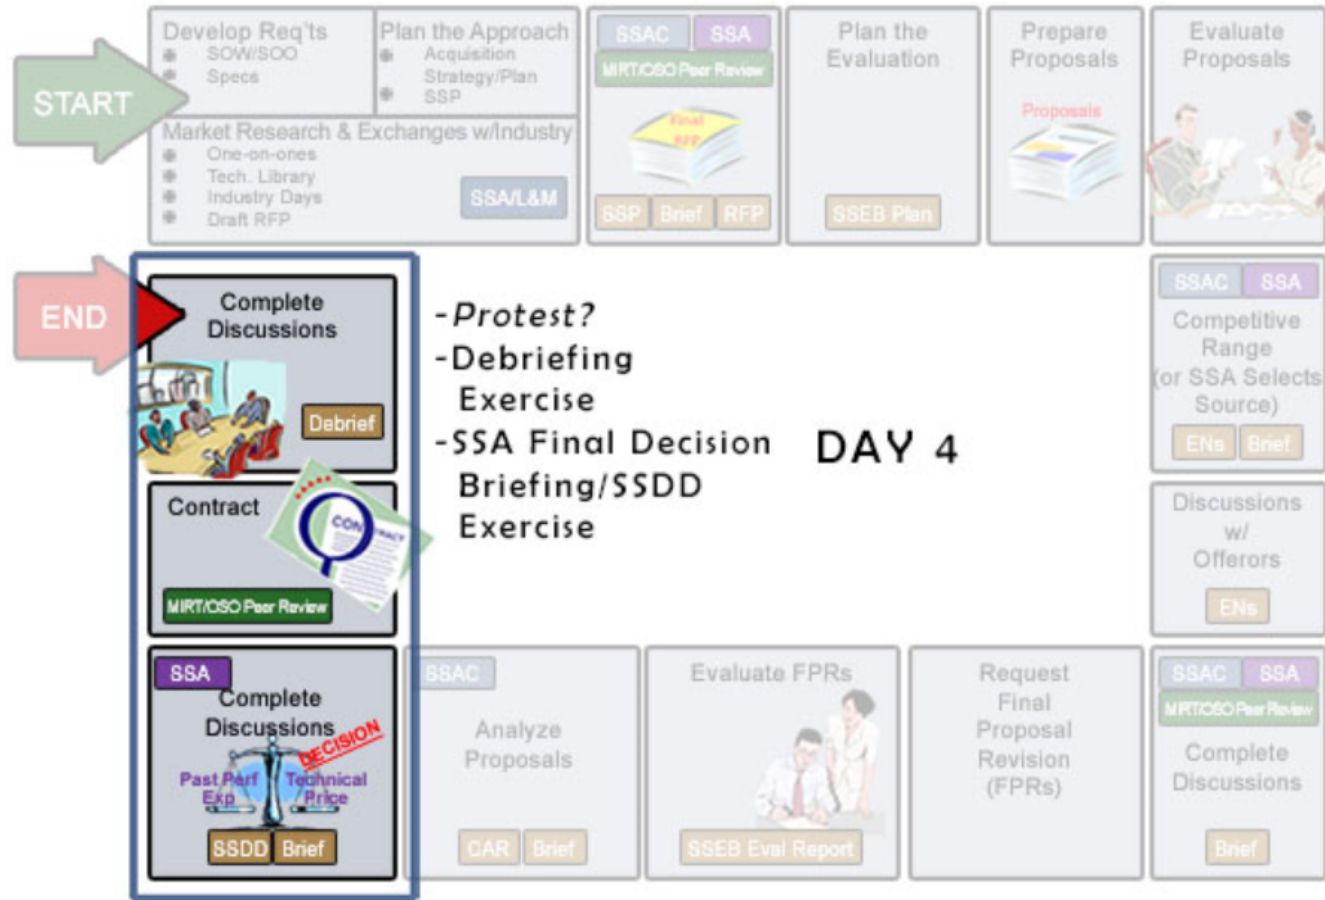 START
Develop Req'ts
SOW/SOO
Specs
Plan the Approach
Acquisition
Strategy/Plan
SSP
Market Research & Exchanges w/Industry
One-on-ones
Tech. Library
Industry Days
Draft RFP
SSA/L&M
SSAC SSA
MIRT/OSO Peer Review
Final
RFP
SSP Brief RFP
Plan the
Evaluation
SSEB Plan
Prepare
Proposals
Proposals
Evaluate
Proposals
END
Complete
Discussions
Debrief
-Protest?
-Debriefing
Exercise
-SSA Final Decision
Briefing/SSDD
Exercise
DAY 4
SSAC SSA
Competitive
Range
(or SSA Selects
Source)
ENs Brief
Contract
CONTRACT
MIRT/OSO Peer Review
Discussions
w/
Offerors
ENs
SSA
Complete
Discussions
DECISION
Past Perf Technical
Exp Price
SSDD Brief
SSAC
Analyze
Proposals
CAR Brief
Evaluate FPRs
SSEB Eval Report
Request
Final
Proposal
Revision
(FPRs)
SSAC SSA
MIRT/OSO Peer Review
Complete
Discussions
Brief